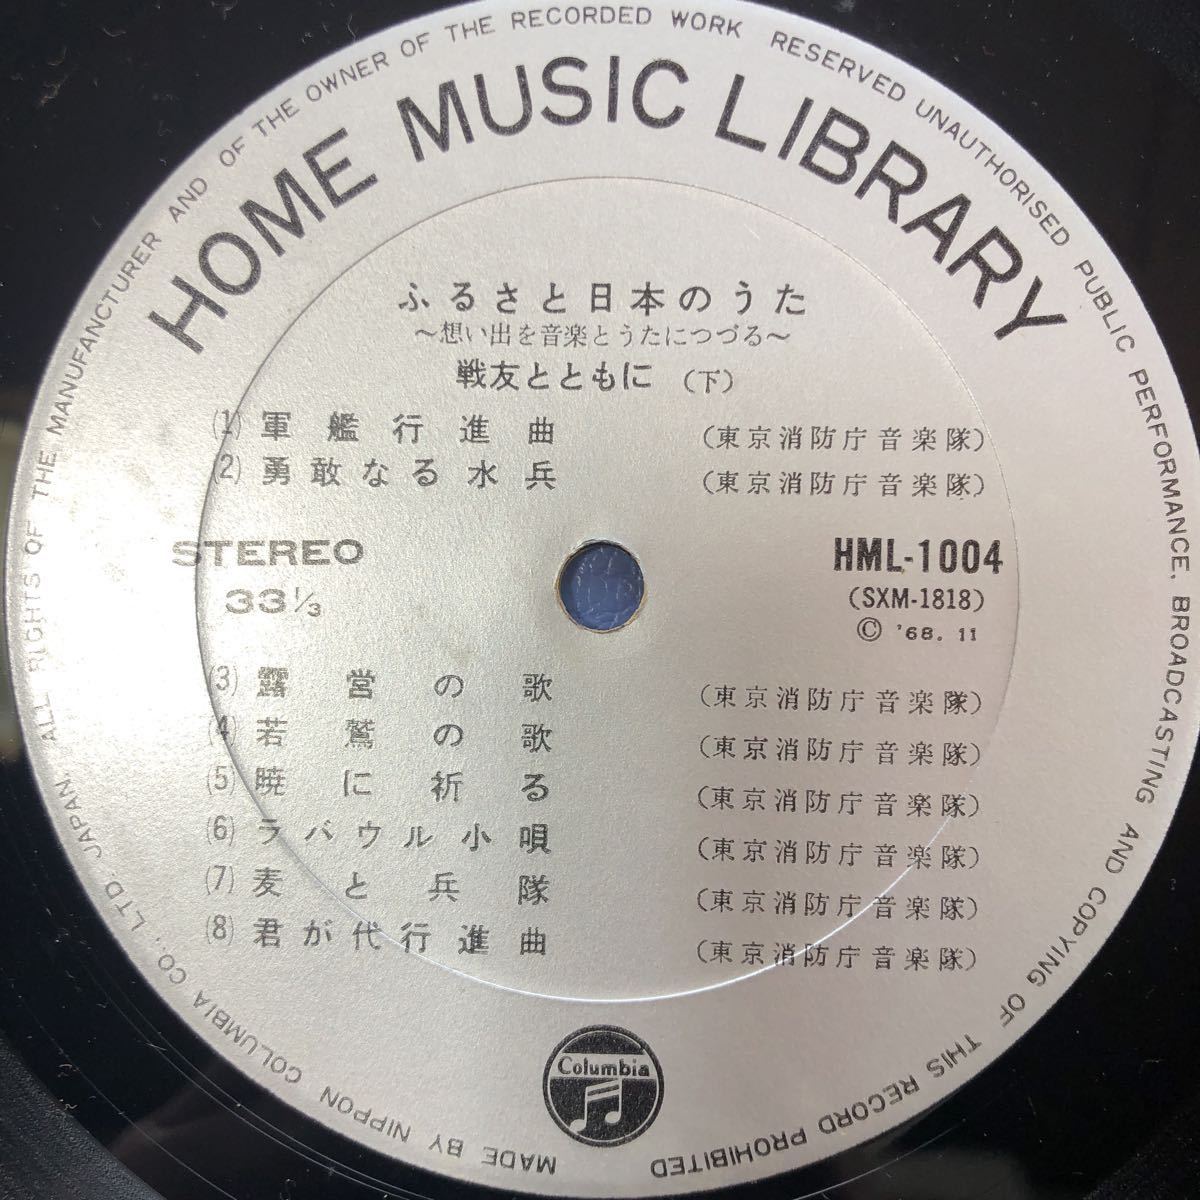 ALL RIGHTS OF THE MANUFANCTURER AND OF THE OWNER OF THE RECORDED WORK RESERVED UNAUTHORISED PUBLIC PERFORMANCE, BROADCASTING AND COPYING OF THIS RECORD PROHIBITED
HOME MUSIC LIBRARY
ふるさと日本のうた
〜想い出を音楽とうたにつづる〜
戦友とともに (下)
(1) 軍艦行進曲 (東京消防庁音楽隊)
(2) 勇敢なる水兵 (東京消防庁音楽隊)
STEREO HML-1004
33⅓ (SXM-1818)
© '68. 11
(3) 露営の歌 (東京消防庁音楽隊)
(4) 若鷲の歌 (東京消防庁音楽隊)
(5) 暁に祈る (東京消防庁音楽隊)
(6) ラバウル小唄 (東京消防庁音楽隊)
(7) 麦と兵隊 (東京消防庁音楽隊)
(8) 君が代行進曲 (東京消防庁音楽隊)
Columbia
MADE BY NIPPON COLUMBIA CO., LTD. JAPAN